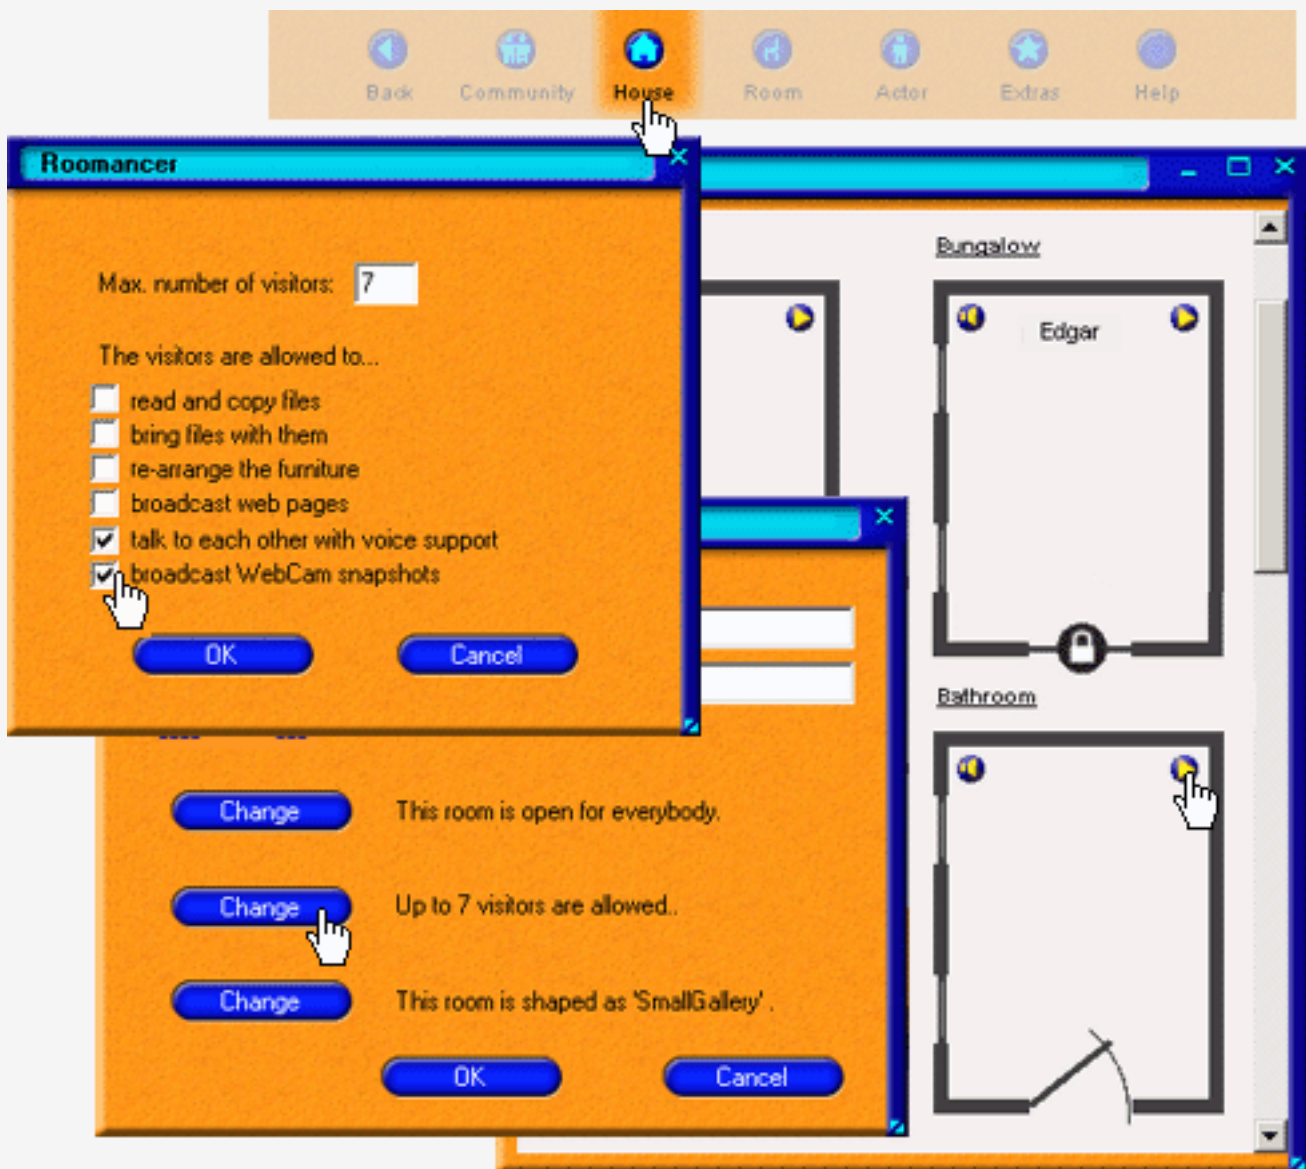 Back Community House Room Actor Extras Help
Roomancer
Max. number of visitors: 7
The visitors are allowed to...
read and copy files
bring files with them
re-arrange the furniture
broadcast web pages
talk to each other with voice support
broadcast WebCam snapshots
OK Cancel
Bungalow
Edgar
Bathroom
Change This room is open for everybody.
Change Up to 7 visitors are allowed..
Change This room is shaped as 'SmallGallery' .
OK Cancel